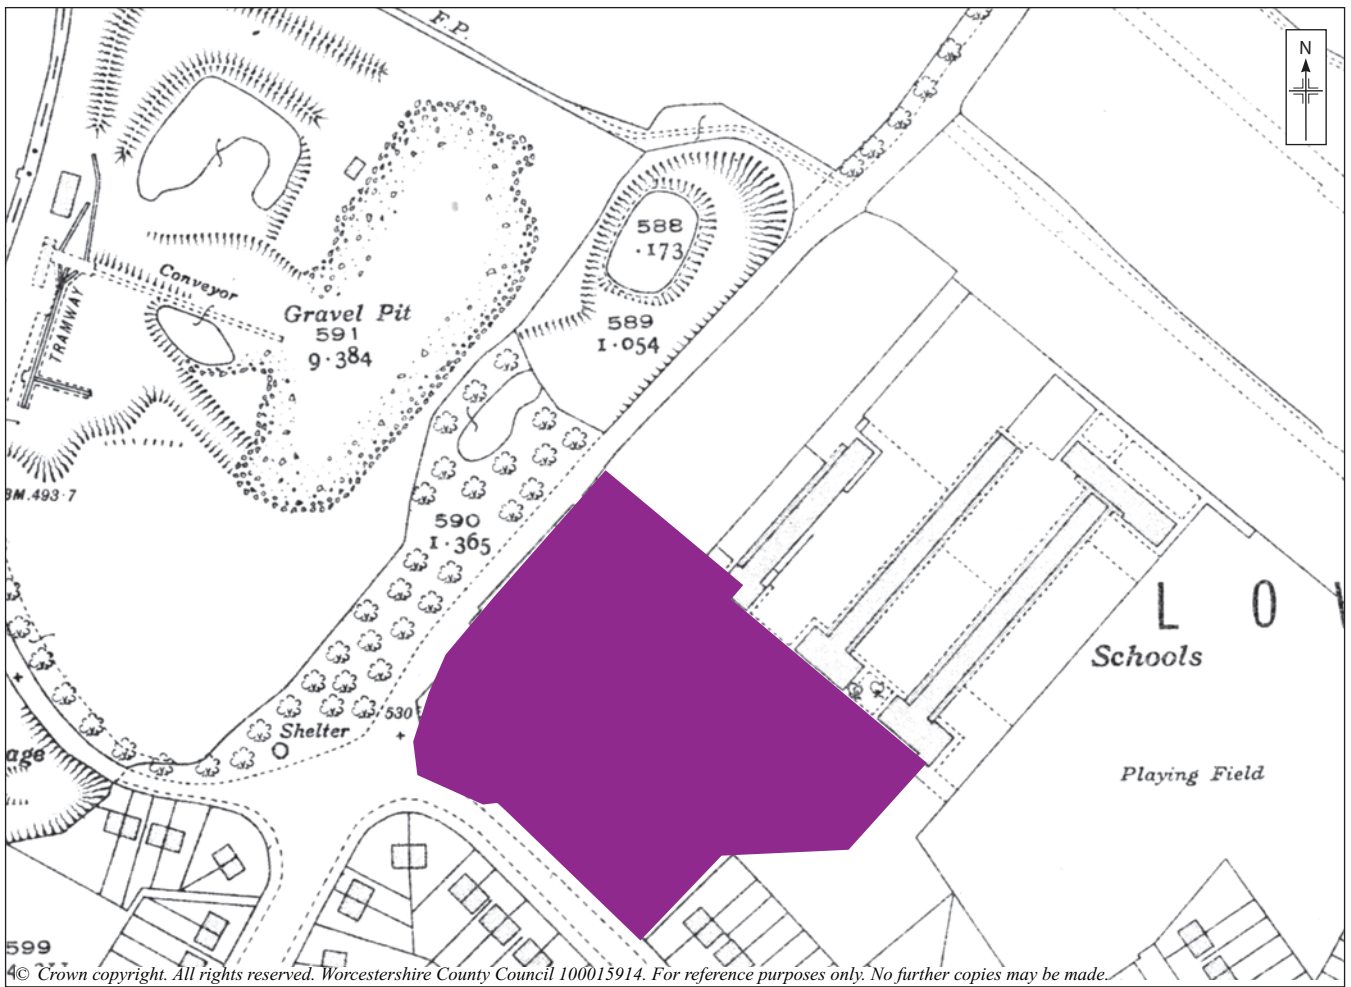 F.P.
N
588
·173
Conveyor
TRAMWAY
Gravel Pit
591
9·384
589
1·054
BM.493·7
590
1·365
L O
Schools
530
Shelter
age
Playing Field
599
© Crown copyright. All rights reserved. Worcestershire County Council 100015914. For reference purposes only. No further copies may be made.